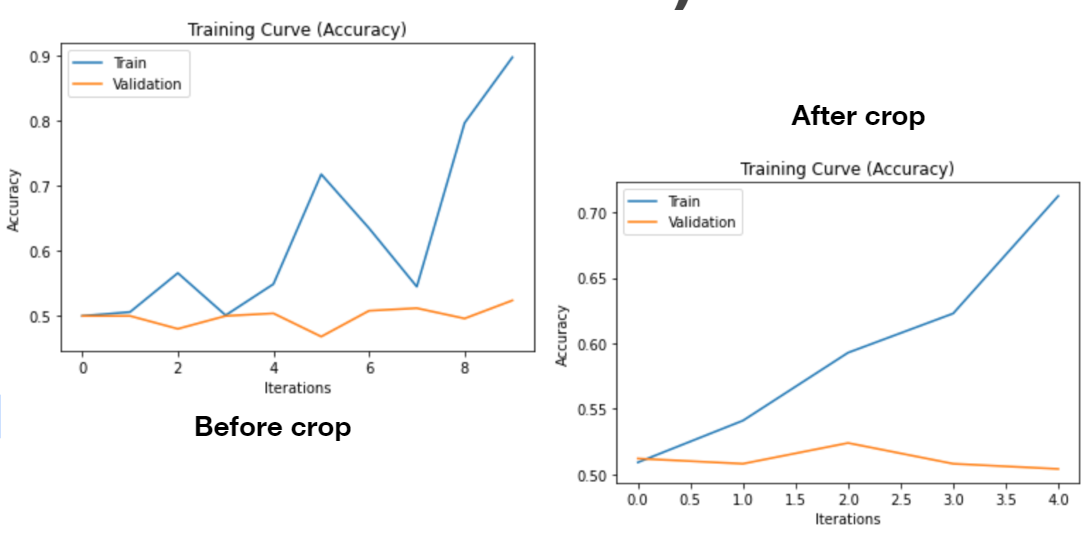 Training Curve (Accuracy)
0.9
0.8
0.7
0.6
0.5
Accuracy
Train
Validation
0 2 4 6 8
Iterations
Before crop
After crop
Training Curve (Accuracy)
0.70
0.65
0.60
0.55
0.50
Accuracy
Train
Validation
0.0 0.5 1.0 1.5 2.0 2.5 3.0 3.5 4.0
Iterations